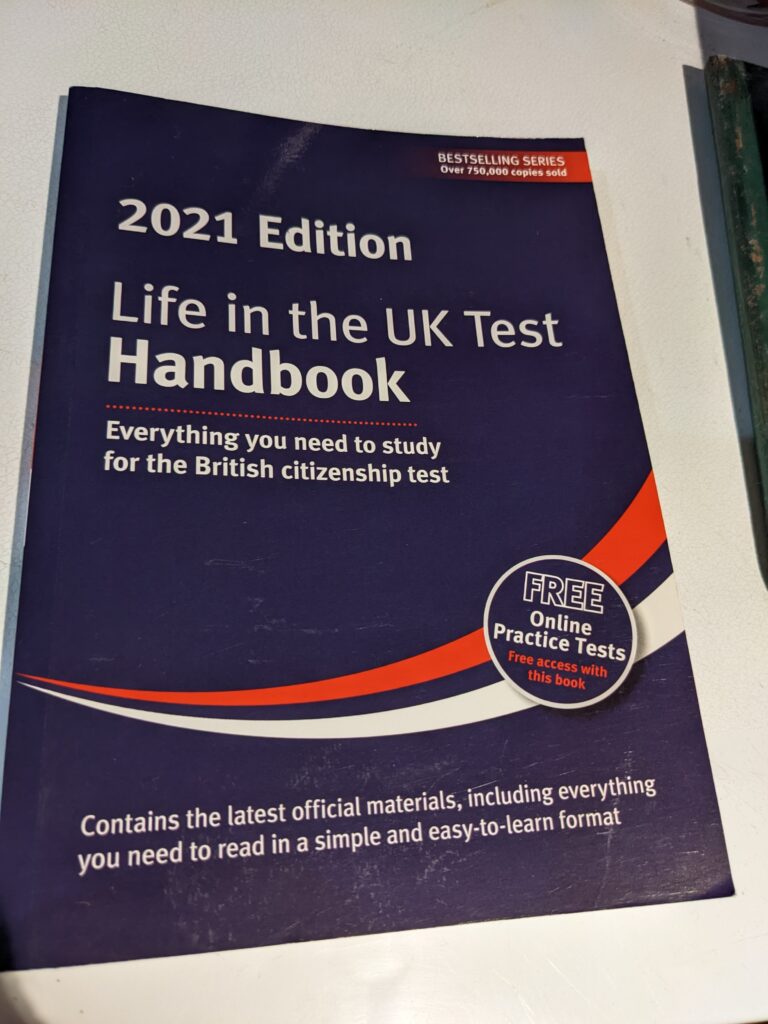 BESTSELLING SERIES
Over 750,000 copies sold
2021 Edition
Life in the UK Test
Handbook
Everything you need to study
for the British citizenship test
FREE
Online
Practice Tests
Free access with
this book
Contains the latest official materials, including everything
you need to read in a simple and easy-to-learn format